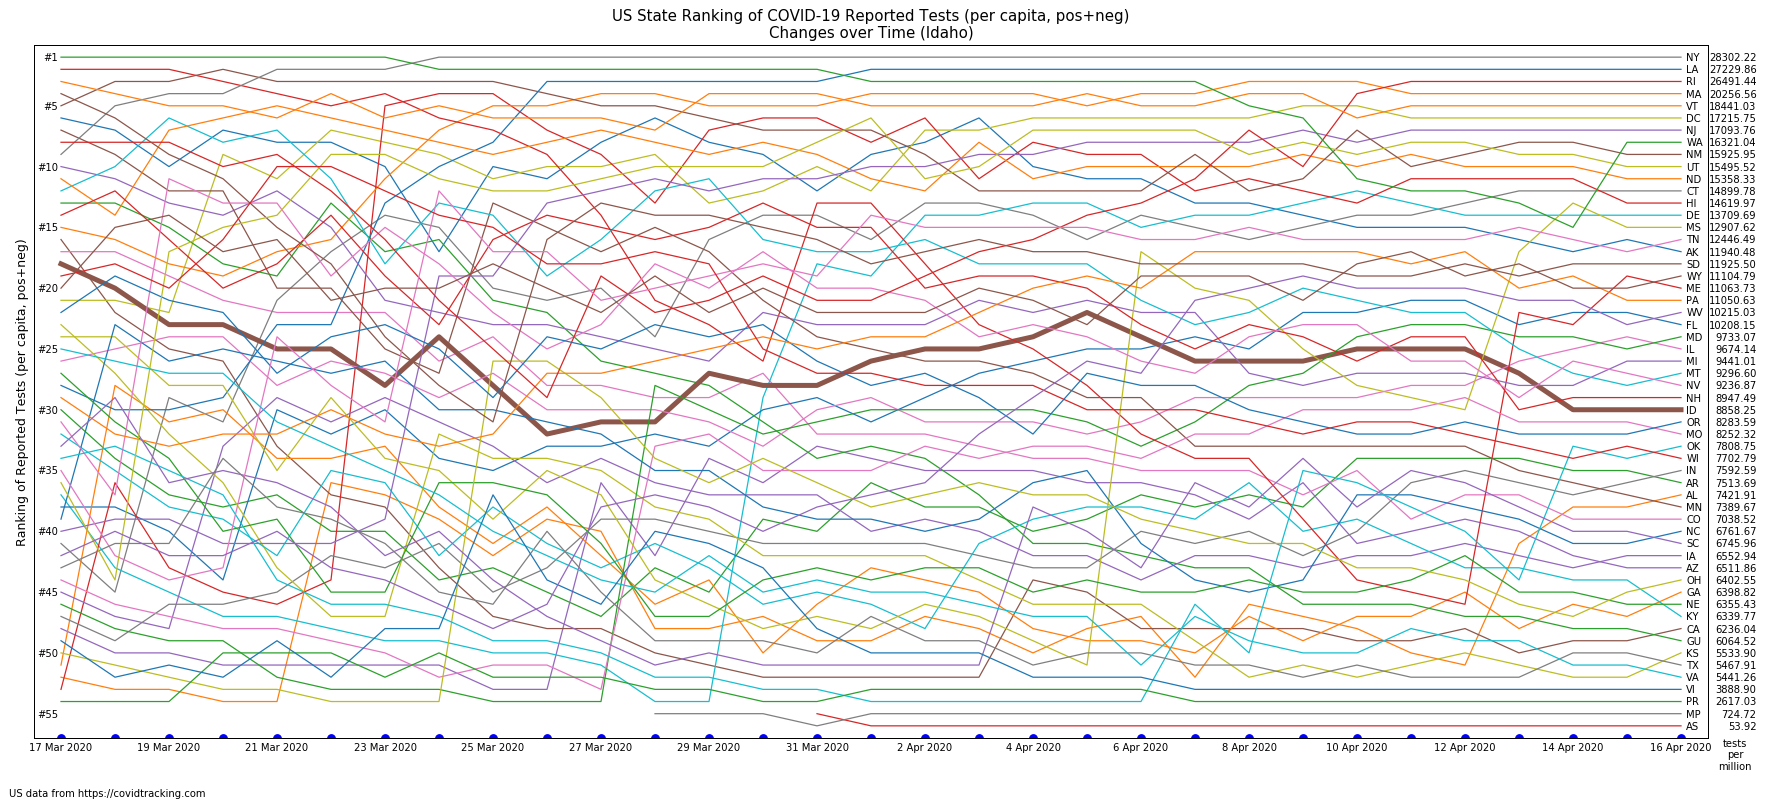 US State Ranking of COVID-19 Reported Tests (per capita, pos+neg)
Changes over Time (Idaho)
Ranking of Reported Tests (per capita, pos+neg)
#1
#5
#10
#15
#20
#25
#30
#35
#40
#45
#50
#55
NY 28302.22
LA 27229.86
RI 26491.44
MA 20256.56
VT 18441.03
DC 17215.75
NJ 17093.76
WA 16321.04
NM 15925.95
UT 15495.52
ND 15358.33
CT 14899.78
HI 14619.97
DE 13709.69
MS 12907.62
TN 12446.49
AK 11940.48
SD 11925.50
WY 11104.79
ME 11063.73
PA 11050.63
WV 10215.03
FL 10208.15
MD 9733.07
IL 9674.14
MI 9441.01
MT 9296.60
NV 9236.87
NH 8947.49
ID 8858.25
OR 8283.59
MO 8252.32
OK 7808.75
WI 7702.79
IN 7592.59
AR 7513.69
AL 7421.91
MN 7389.67
CO 7038.52
NC 6761.67
SC 6745.96
IA 6552.94
AZ 6511.86
OH 6402.55
GA 6398.82
NE 6355.43
KY 6339.77
CA 6236.04
GU 6064.52
KS 5533.90
TX 5467.91
VA 5441.26
VI 3888.90
PR 2617.03
MP 724.72
AS 53.92
17 Mar 2020 19 Mar 2020 21 Mar 2020 23 Mar 2020 25 Mar 2020 27 Mar 2020 29 Mar 2020 31 Mar 2020 2 Apr 2020 4 Apr 2020 6 Apr 2020 8 Apr 2020 10 Apr 2020 12 Apr 2020 14 Apr 2020 16 Apr 2020
tests
per
million
US data from https://covidtracking.com